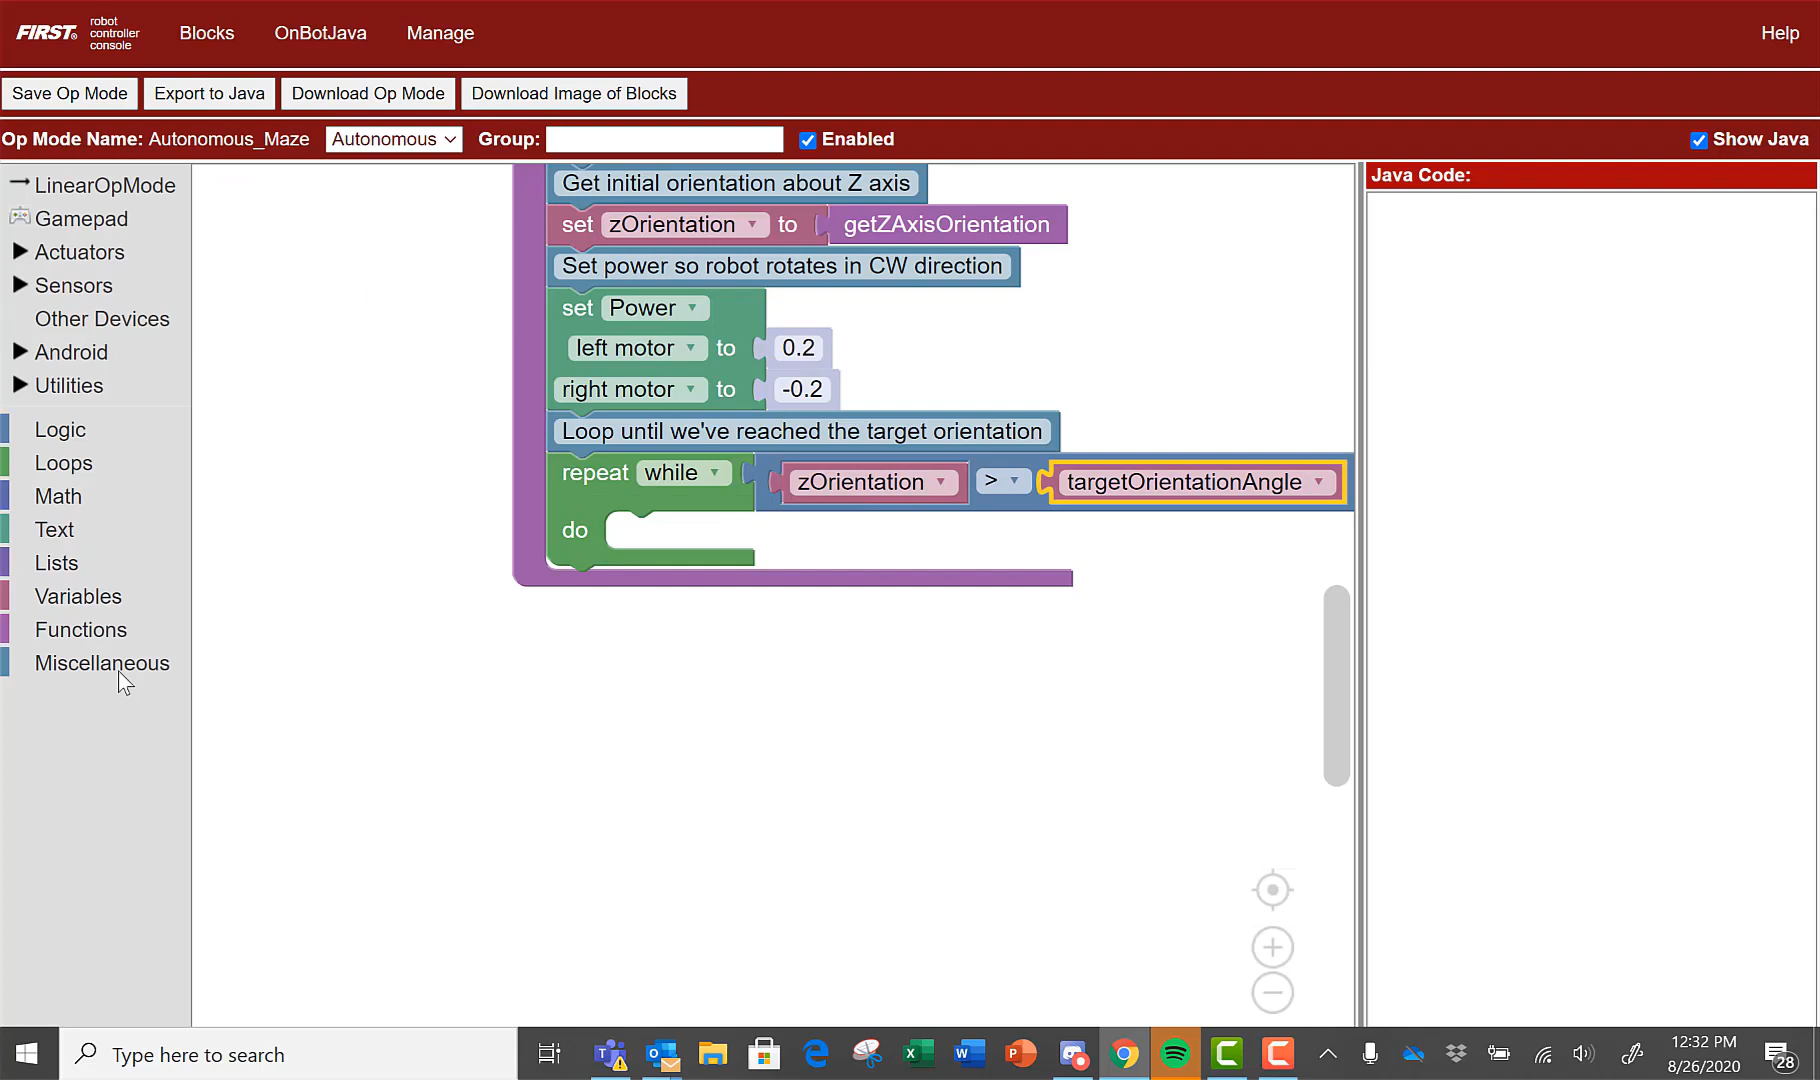 FIRST® robot controller console Blocks OnBotJava Manage Help
Save Op Mode Export to Java Download Op Mode Download Image of Blocks
Op Mode Name: Autonomous_Maze Autonomous Group: Enabled Show Java
LinearOpMode
Gamepad
Actuators
Sensors
Other Devices
Android
Utilities
Logic
Loops
Math
Text
Lists
Variables
Functions
Miscellaneous
Get initial orientation about Z axis
set zOrientation to getZAxisOrientation
Set power so robot rotates in CW direction
set Power
left motor to 0.2
right motor to -0.2
Loop until we've reached the target orientation
repeat while zOrientation > targetOrientationAngle
do
Java Code:
Type here to search
12:32 PM
8/26/2020
28